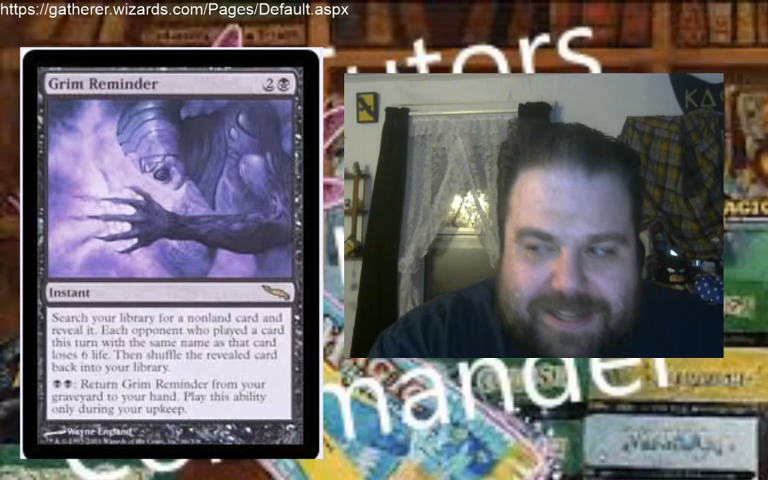 https://gatherer.wizards.com/Pages/Default.aspx
Tutors
Grim Reminder 2
Instant
Search your library for a nonland card and
reveal it. Each opponent who played a card
this turn with the same name as that card
loses 6 life. Then shuffle the revealed card
back into your library.
: Return Grim Reminder from your
graveyard to your hand. Play this ability
only during your upkeep.
Wayne England
ΚΔ